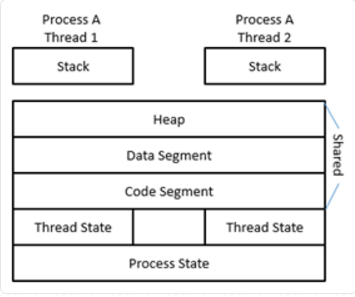 Process A
Thread 1
Process A
Thread 2
Stack
Stack
Heap
Data Segment
Code Segment
Shared
Thread State
Thread State
Process State